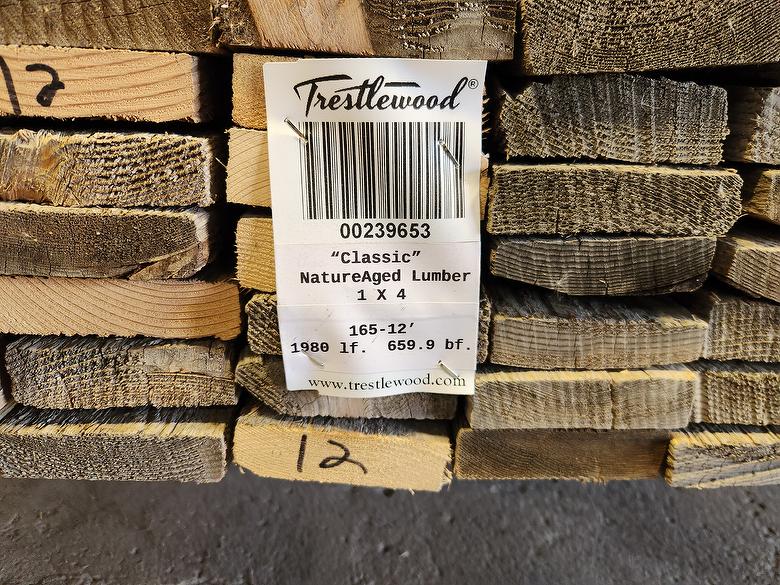 12
Trestlewood®
00239653
“Classic”
NatureAged Lumber
1 X 4
165-12’
1980 lf. 659.9 bf.
www.trestlewood.com
12